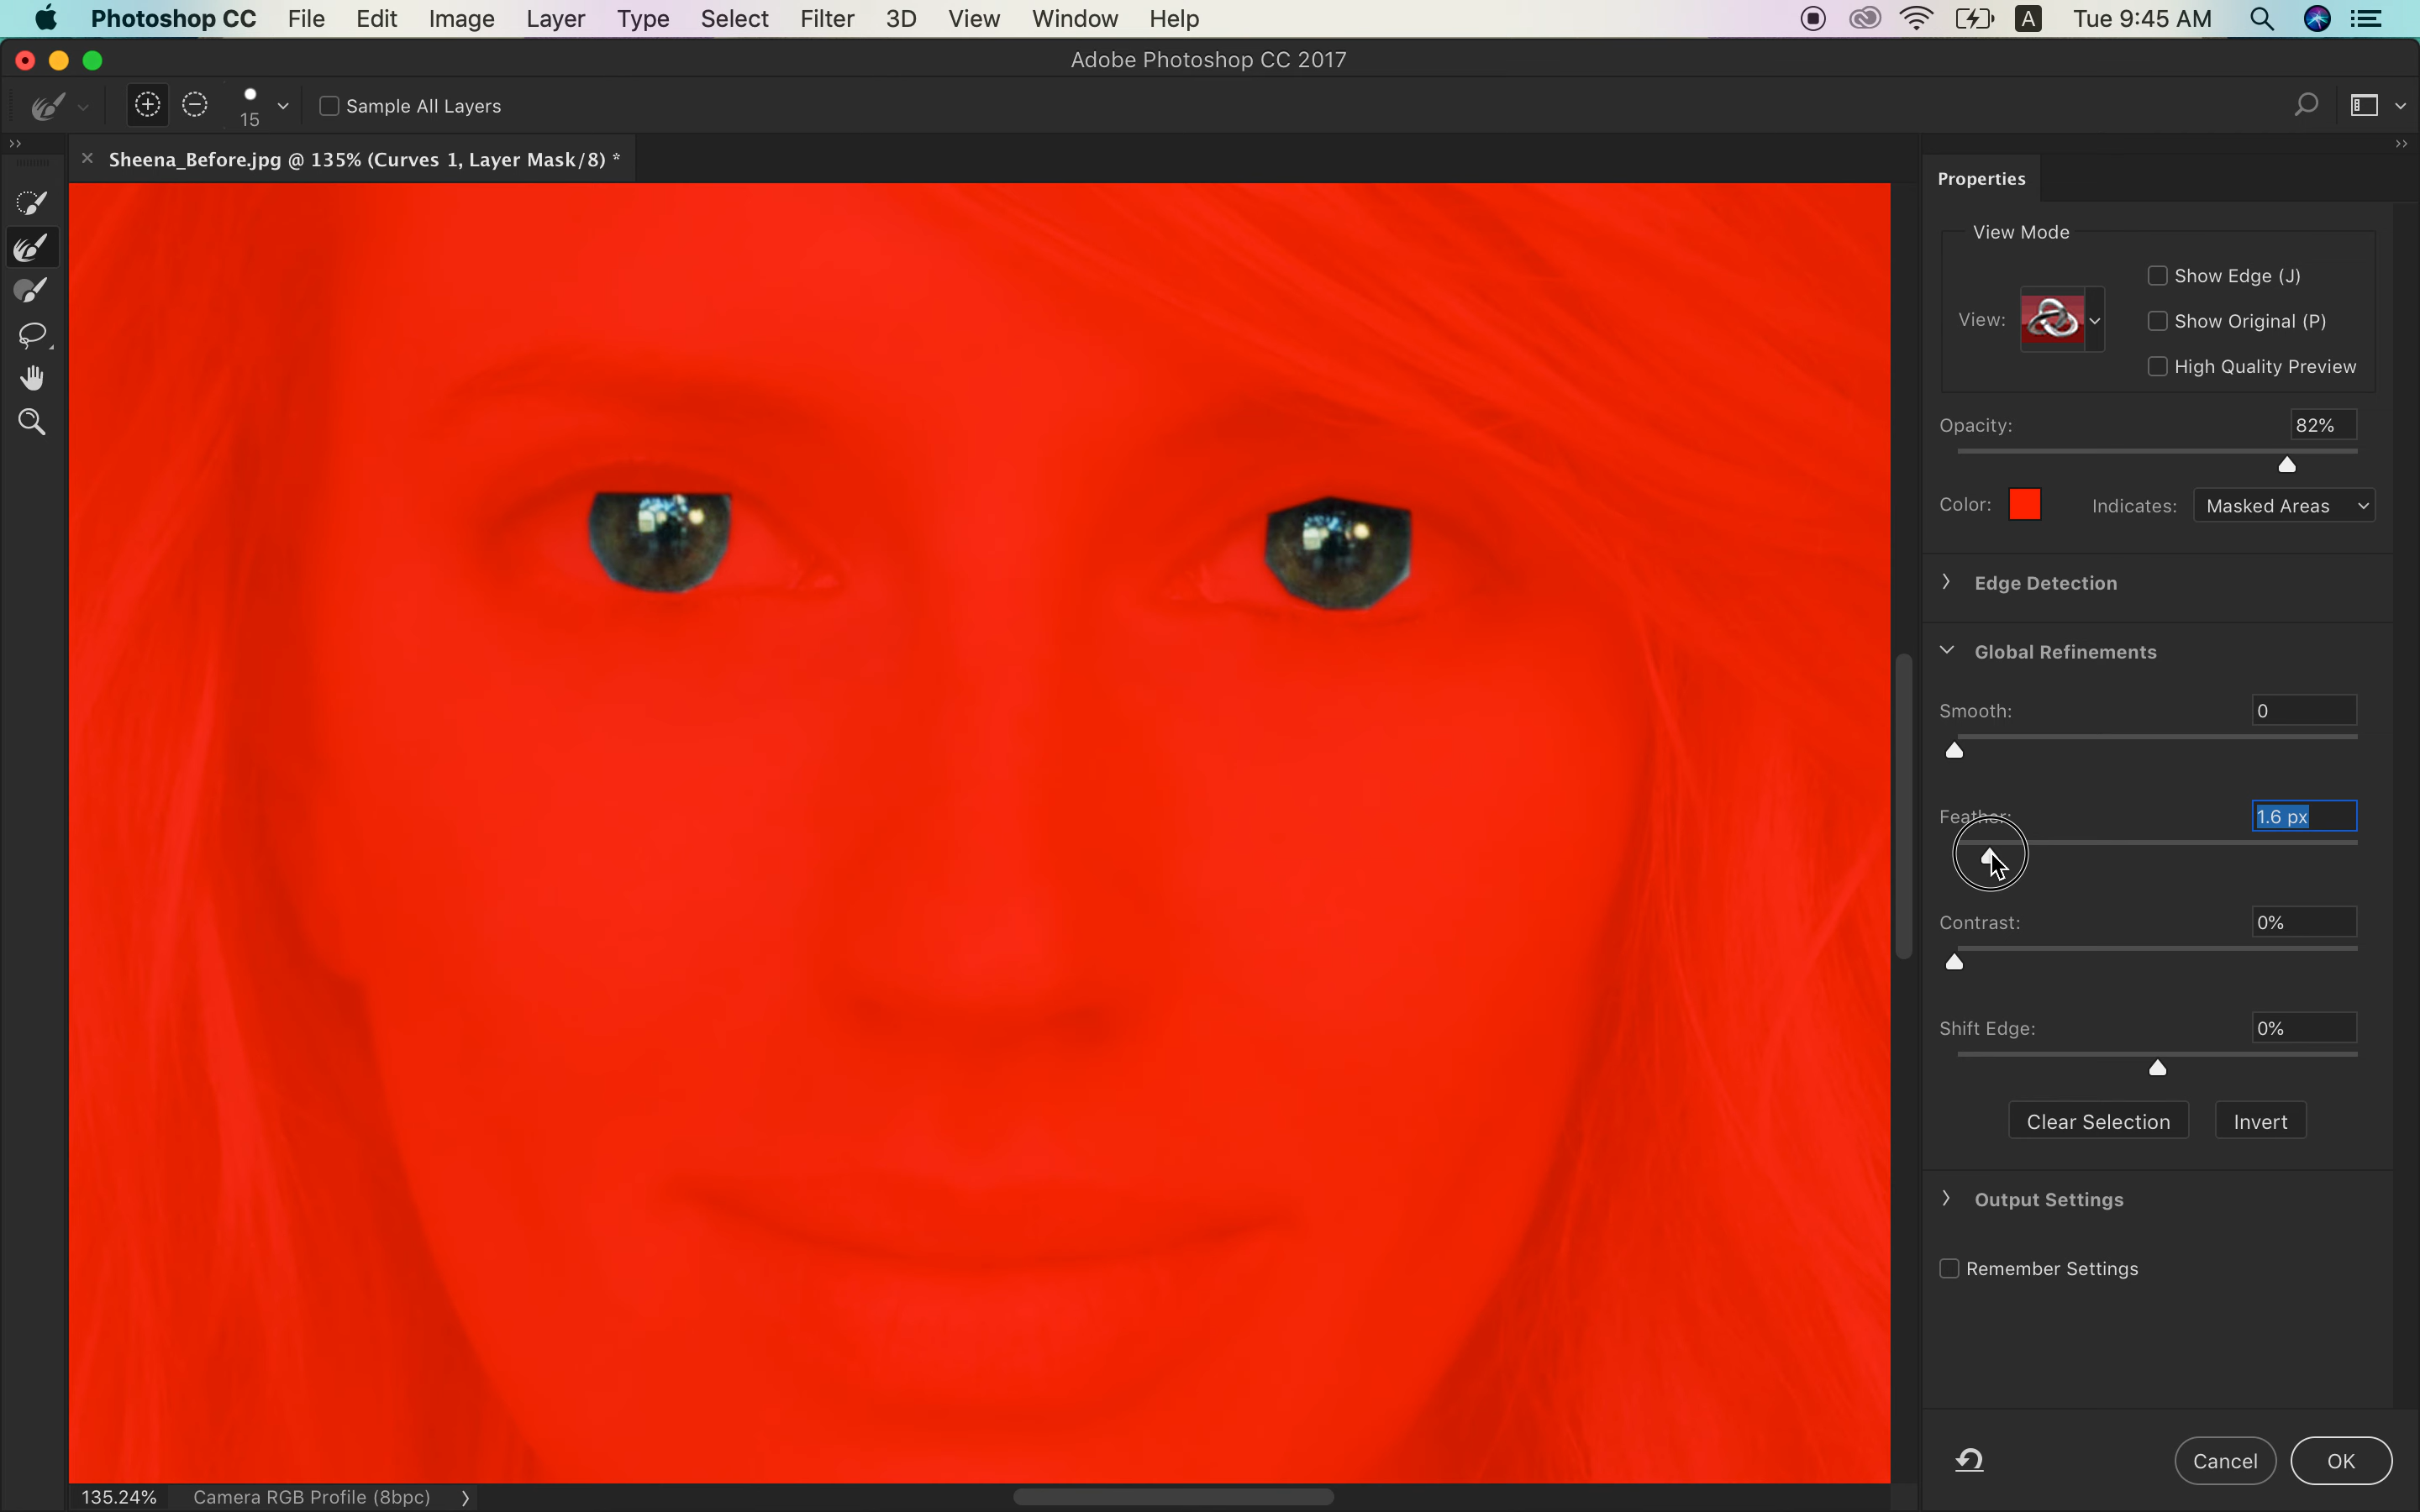 Photoshop CC File Edit Image Layer Type Select Filter 3D View Window Help A Tue 9:45 AM
Adobe Photoshop CC 2017
15 Sample All Layers
Sheena_Before.jpg @ 135% (Curves 1, Layer Mask/8) *
Properties
View Mode
Show Edge (J)
View:
Show Original (P)
High Quality Preview
Opacity: 82%
Color: Indicates: Masked Areas
Edge Detection
Global Refinements
Smooth: 0
Feather: 1.6 px
Contrast: 0%
Shift Edge: 0%
Clear Selection Invert
Output Settings
Remember Settings
Cancel OK
135.24% Camera RGB Profile (8bpc)